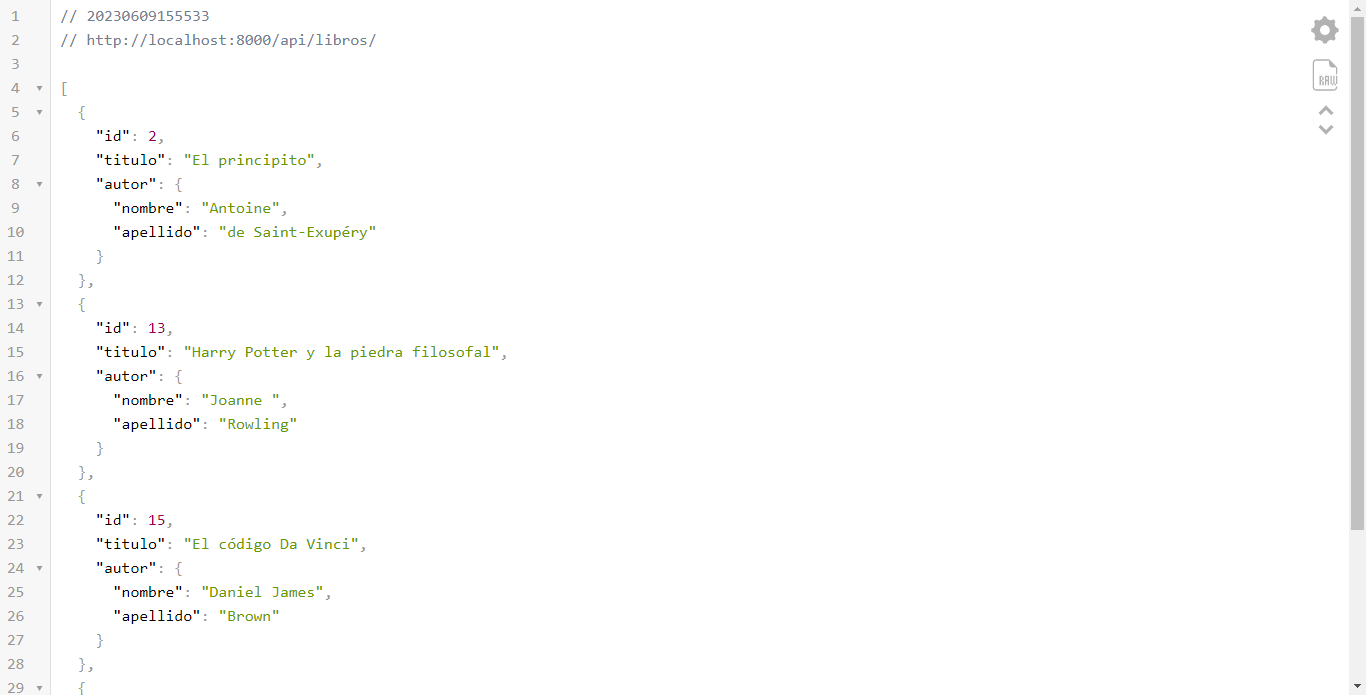 1 // 20230609155533
2 // http://localhost:8000/api/libros/
3
4 [
5 {
6 "id": 2,
7 "titulo": "El principito",
8 "autor": {
9 "nombre": "Antoine",
10 "apellido": "de Saint-Exupéry"
11 }
12 },
13 {
14 "id": 13,
15 "titulo": "Harry Potter y la piedra filosofal",
16 "autor": {
17 "nombre": "Joanne ",
18 "apellido": "Rowling"
19 }
20 },
21 {
22 "id": 15,
23 "titulo": "El código Da Vinci",
24 "autor": {
25 "nombre": "Daniel James",
26 "apellido": "Brown"
27 }
28 },
29 {
RAW